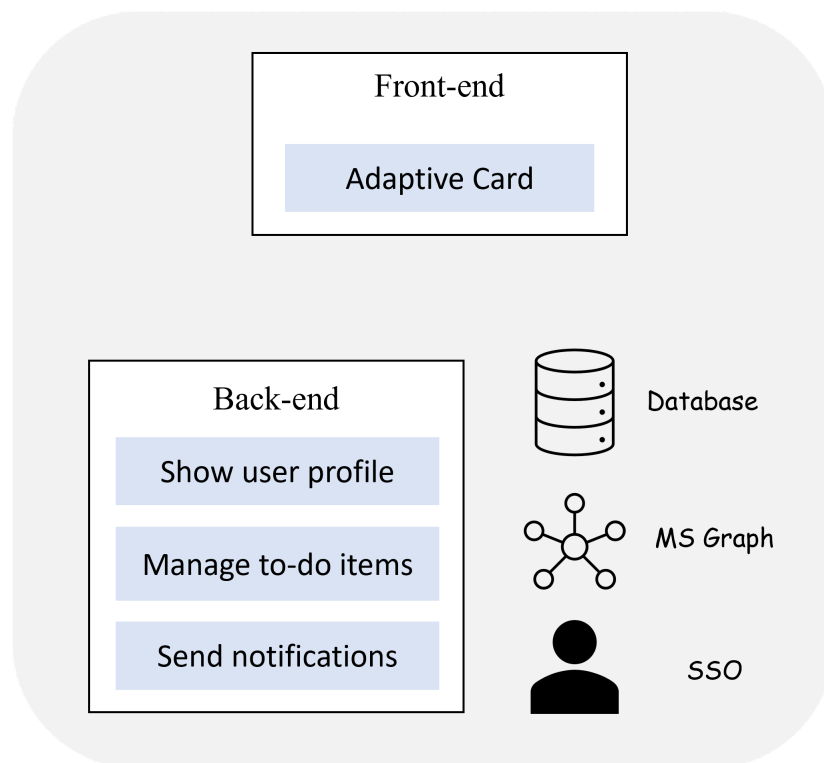 Front-end
Adaptive Card
Back-end
Show user profile
Manage to-do items
Send notifications
Database
MS Graph
SSO